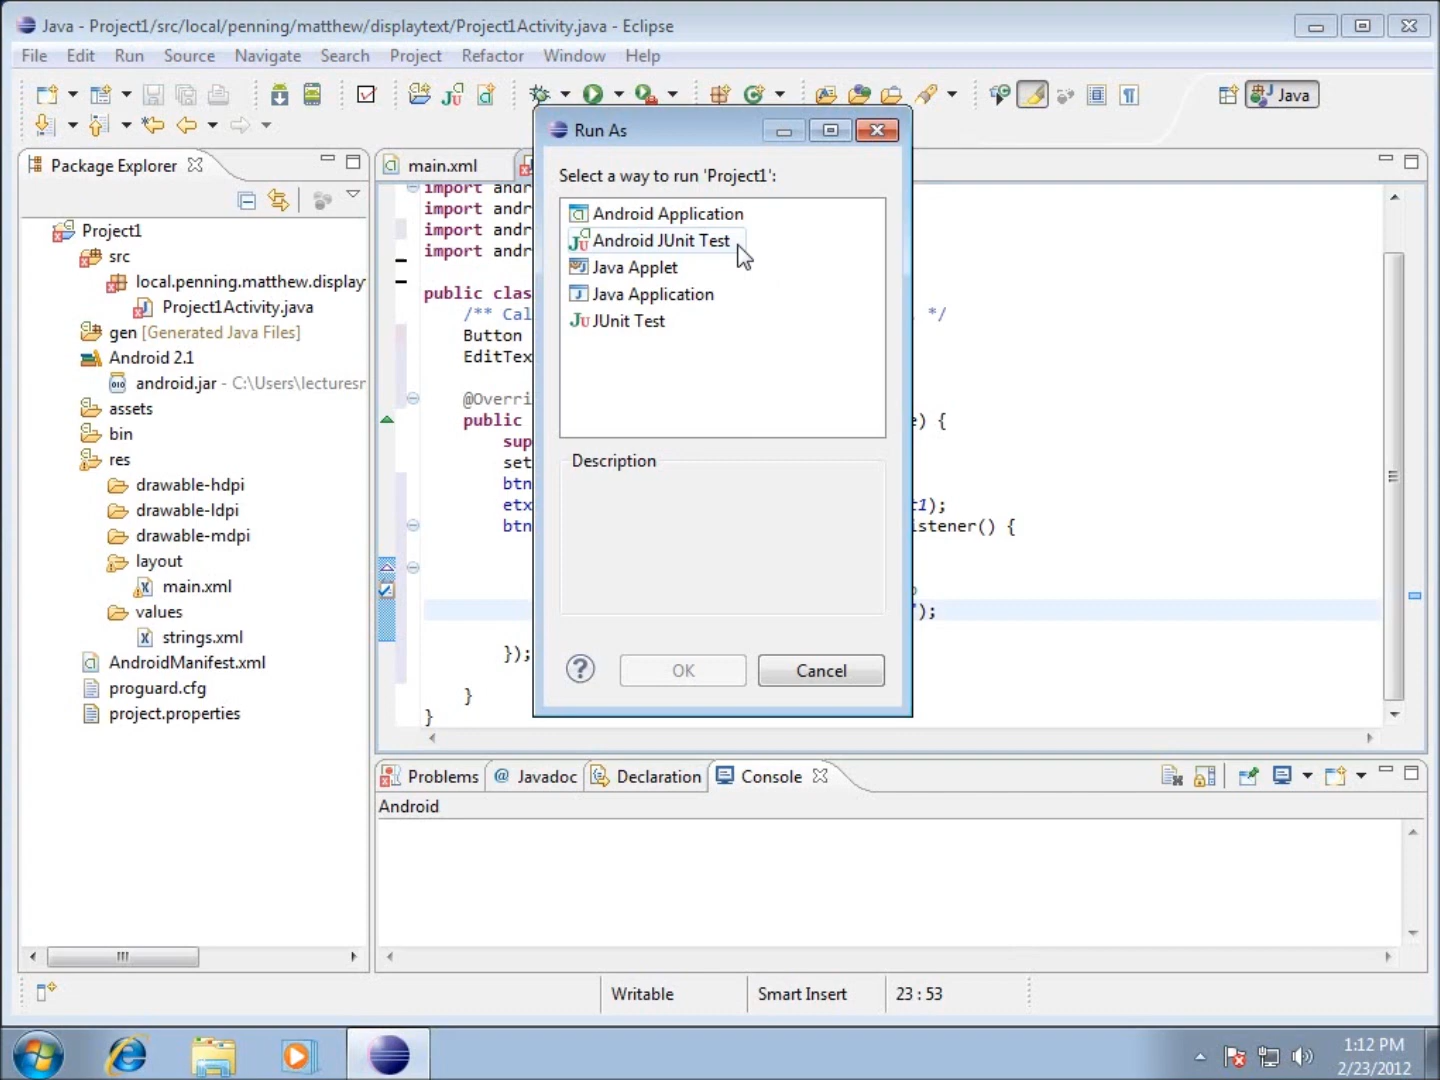 Java - Project1/src/local/penning/matthew/displaytext/Project1Activity.java - Eclipse
File Edit Run Source Navigate Search Project Refactor Window Help
Java
Package Explorer
main.xml
Project1
src
local.penning.matthew.display
Project1Activity.java
gen [Generated Java Files]
Android 2.1
android.jar - C:\Users\lecturesr
assets
bin
res
drawable-hdpi
drawable-ldpi
drawable-mdpi
layout
main.xml
values
strings.xml
AndroidManifest.xml
proguard.cfg
project.properties
import andr
import andr
import andr
import andr
public clas
/** Cal */
Button
EditTex
@Overri
public e) {
sup
set
btn
etx t1);
btn istener() {
");
});
}
}
Run As
Select a way to run 'Project1':
Android Application
Android JUnit Test
Java Applet
Java Application
JUnit Test
Description
OK Cancel
Problems Javadoc Declaration Console
Android
Writable Smart Insert 23 : 53
1:12 PM
2/23/2012